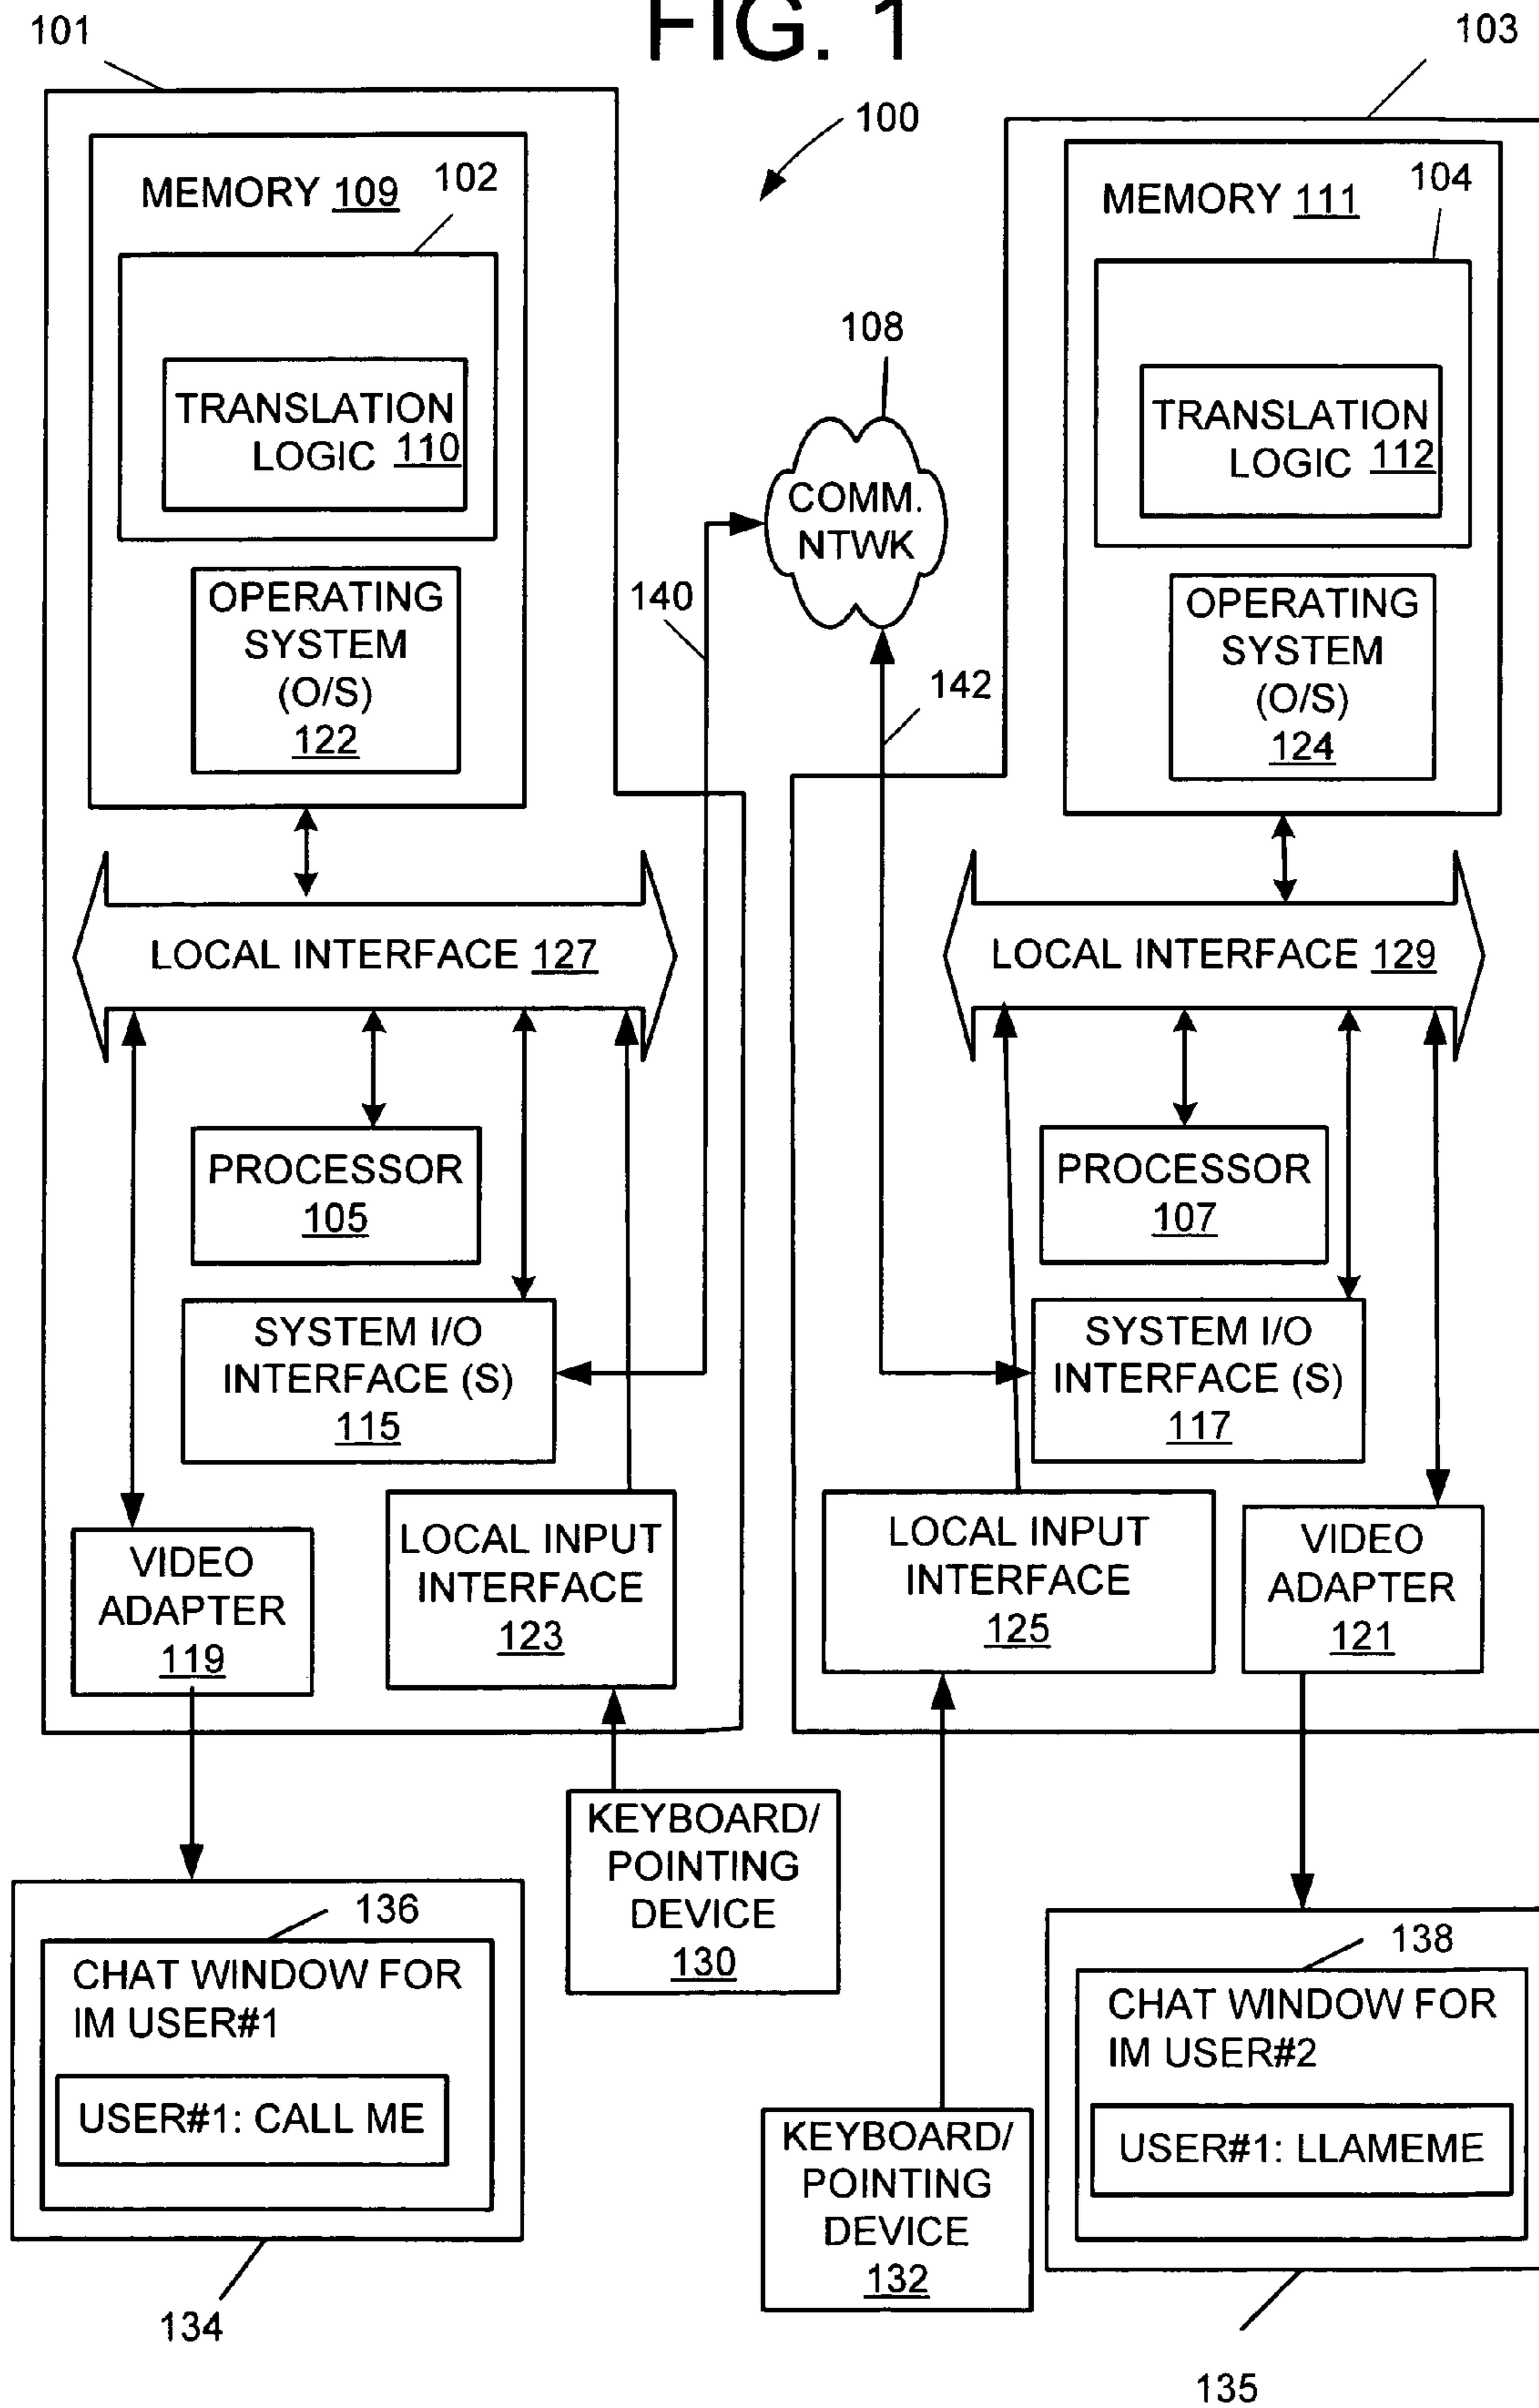 FIG. 1
101
103
100
MEMORY 109
102
TRANSLATION
LOGIC 110
OPERATING
SYSTEM
(O/S)
122
108
COMM.
NTWK
140
142
MEMORY 111
104
TRANSLATION
LOGIC 112
OPERATING
SYSTEM
(O/S)
124
LOCAL INTERFACE 127
LOCAL INTERFACE 129
PROCESSOR
105
SYSTEM I/O
INTERFACE (S)
115
VIDEO
ADAPTER
119
LOCAL INPUT
INTERFACE
123
PROCESSOR
107
SYSTEM I/O
INTERFACE (S)
117
LOCAL INPUT
INTERFACE
125
VIDEO
ADAPTER
121
KEYBOARD/
POINTING
DEVICE
130
136
CHAT WINDOW FOR
IM USER#1
USER#1: CALL ME
134
KEYBOARD/
POINTING
DEVICE
132
138
CHAT WINDOW FOR
IM USER#2
USER#1: LLAMEME
135